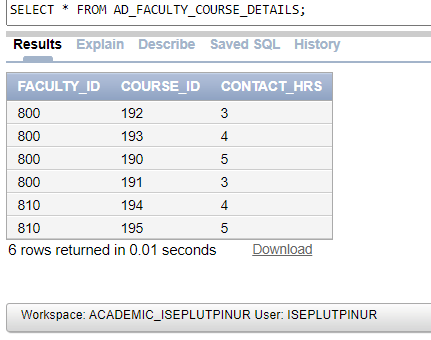 SELECT * FROM AD_FACULTY_COURSE_DETAILS;
Results Explain Describe Saved SQL History
FACULTY_ID COURSE_ID CONTACT_HRS
800 192 3
800 193 4
800 190 5
800 191 3
810 194 4
810 195 5
6 rows returned in 0.01 seconds Download
Workspace: ACADEMIC_ISEPLUTPINUR User: ISEPLUTPINUR